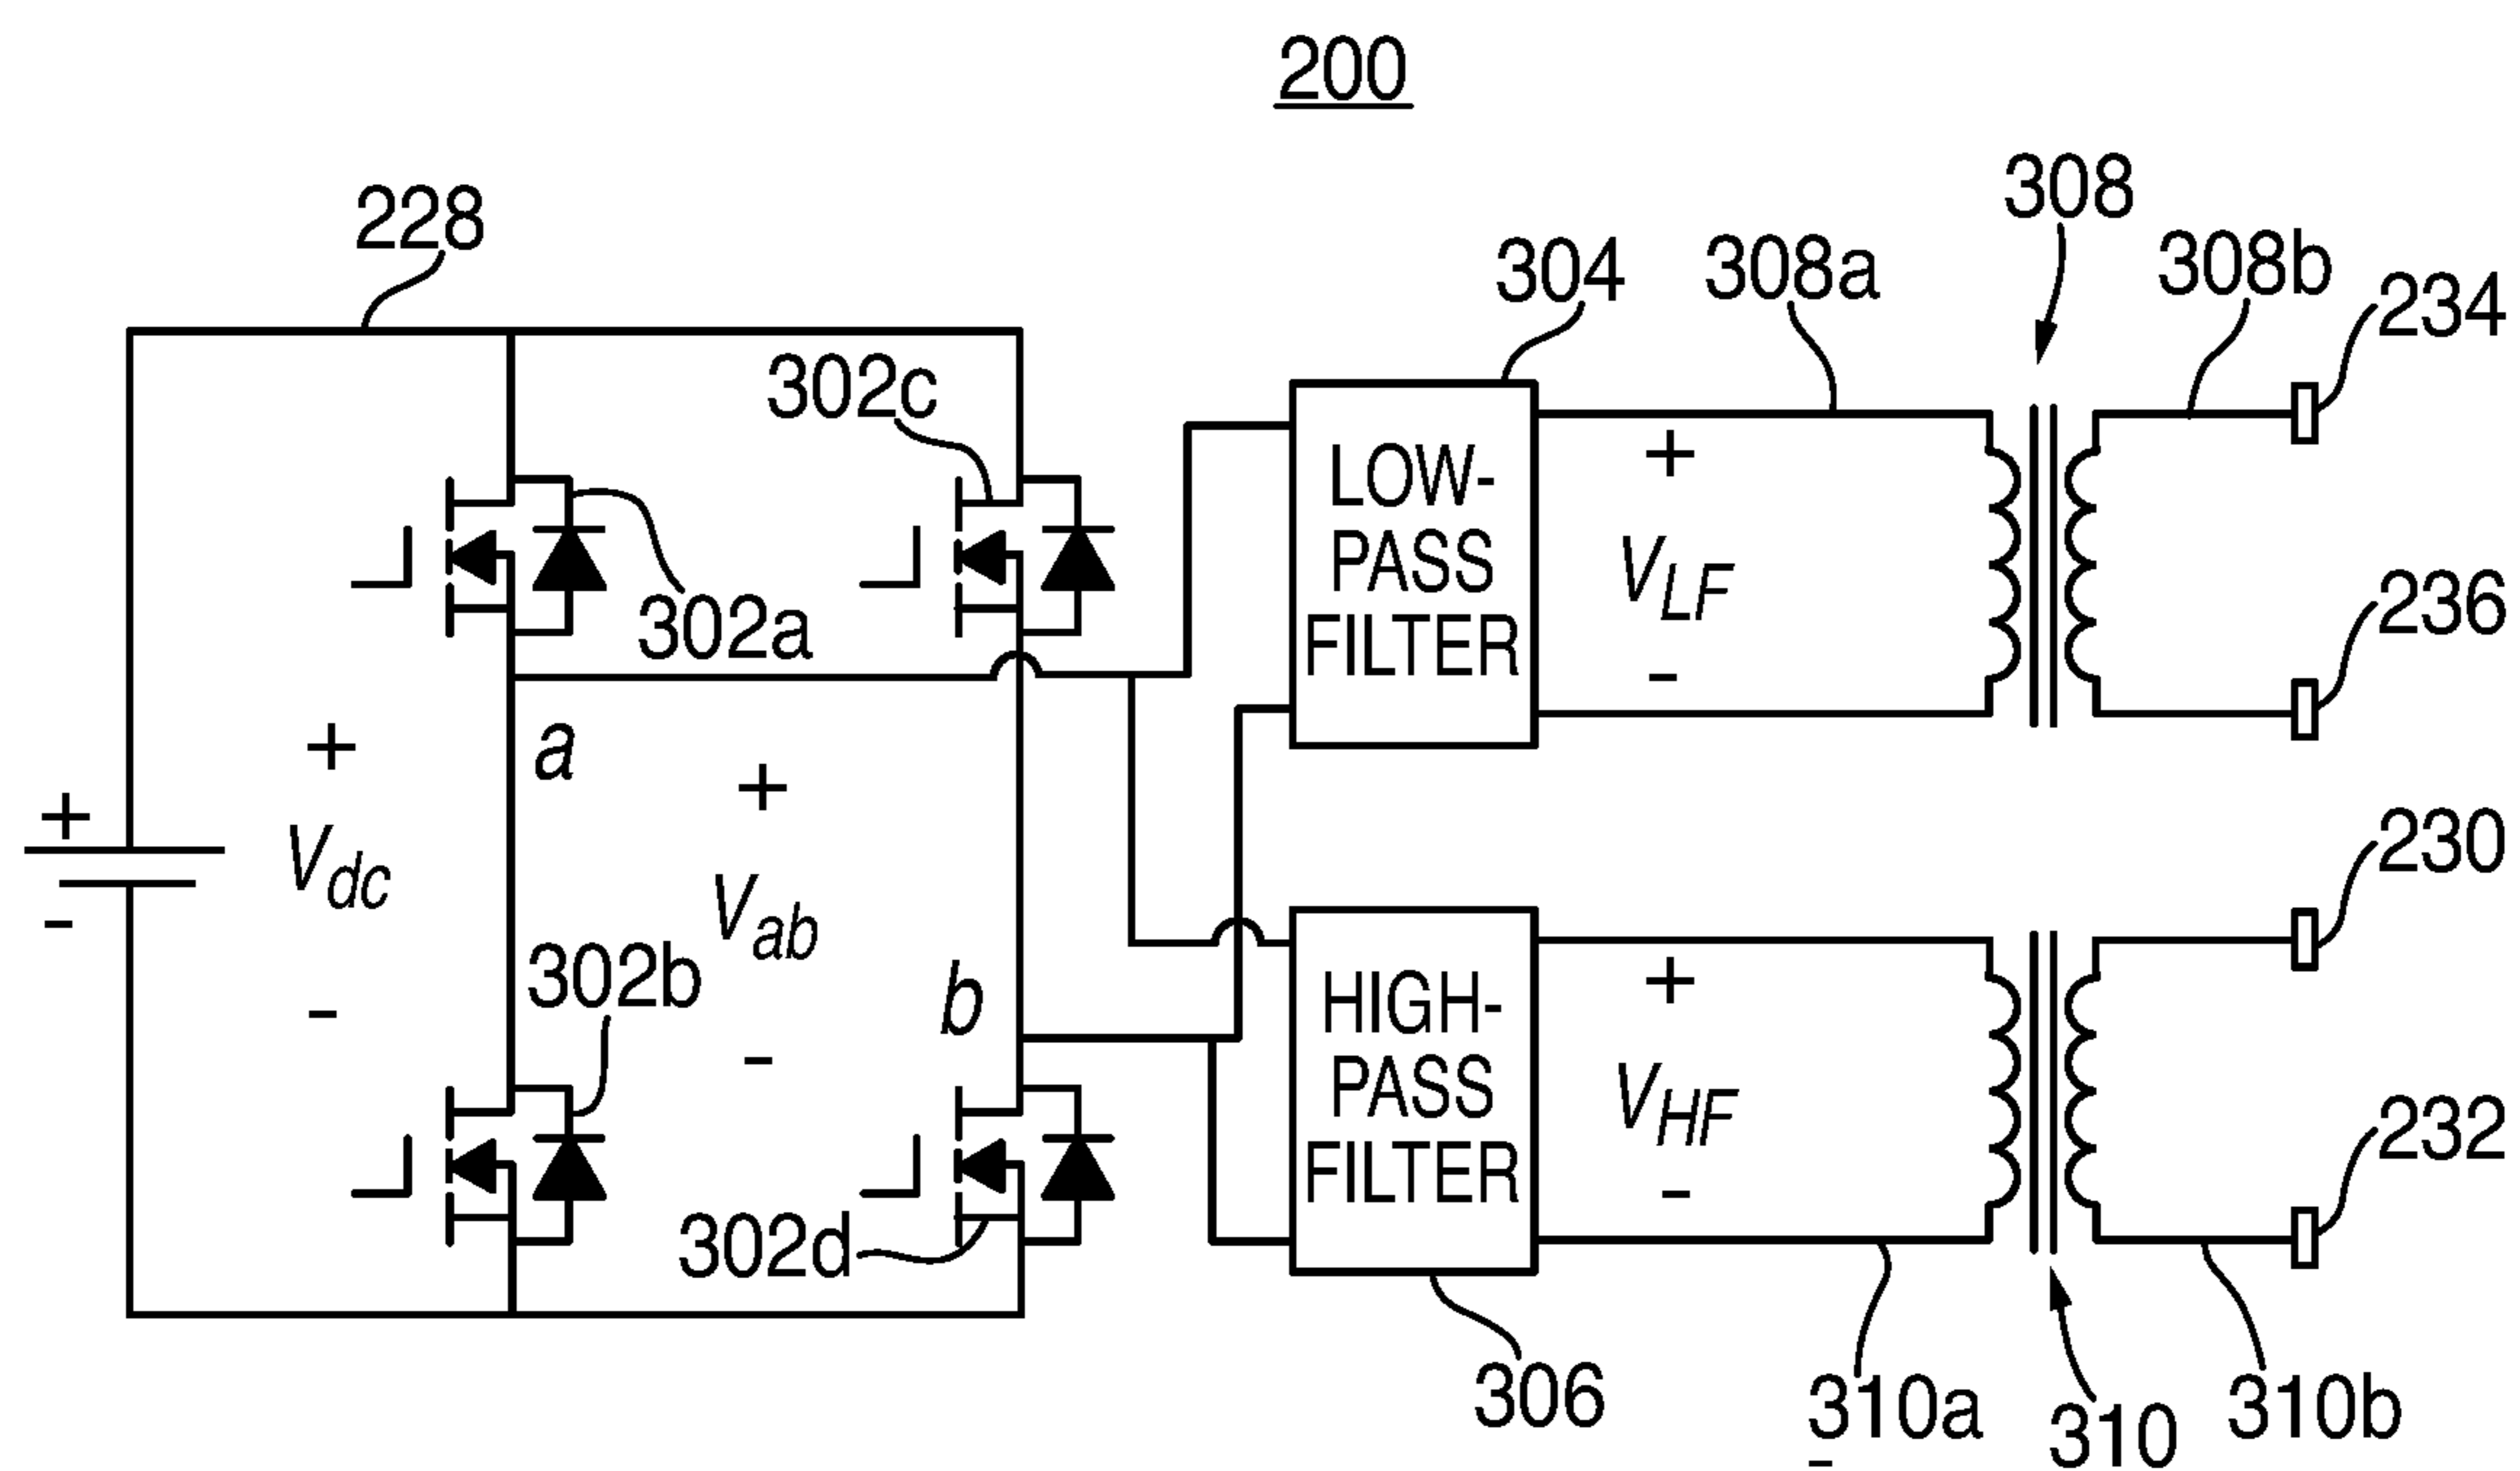 200
228
302c
302a
a
+
Vdc
-
+
-
+
Vab
-
302b
b
302d
304
308a
308
308b
234
LOW-
PASS
FILTER
+
VLF
-
236
230
HIGH-
PASS
FILTER
+
VHF
-
232
306
310a
310
310b